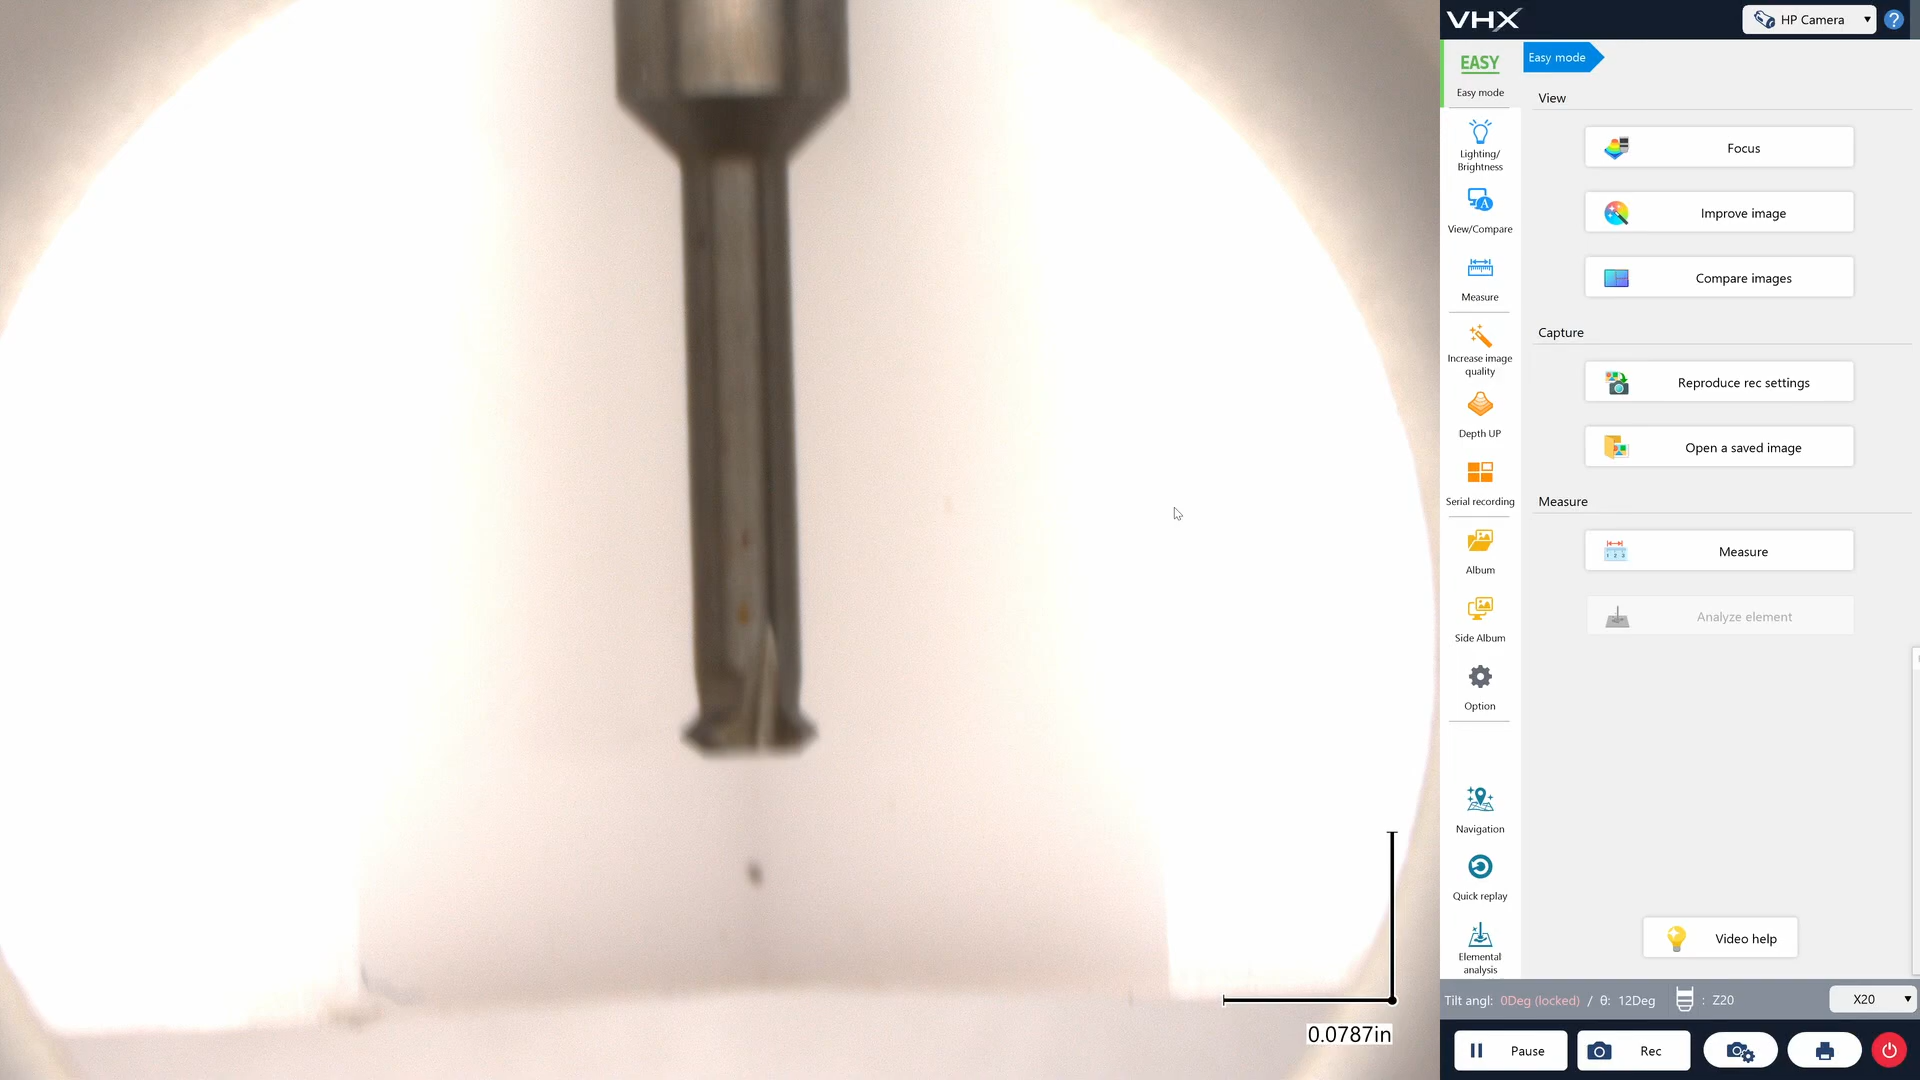 VHX
HP Camera
?
EASY
Easy mode
Easy mode
View
Focus
Improve image
Compare images
Capture
Reproduce rec settings
Open a saved image
Measure
Measure
Analyze element
Lighting/
Brightness
View/Compare
Measure
Increase image
quality
Depth UP
Serial recording
Album
Side Album
Option
Navigation
Quick replay
Elemental
analysis
Video help
0.0787in
Tilt angl: 0Deg (locked) / θ: 12Deg : Z20
X20
Pause
Rec